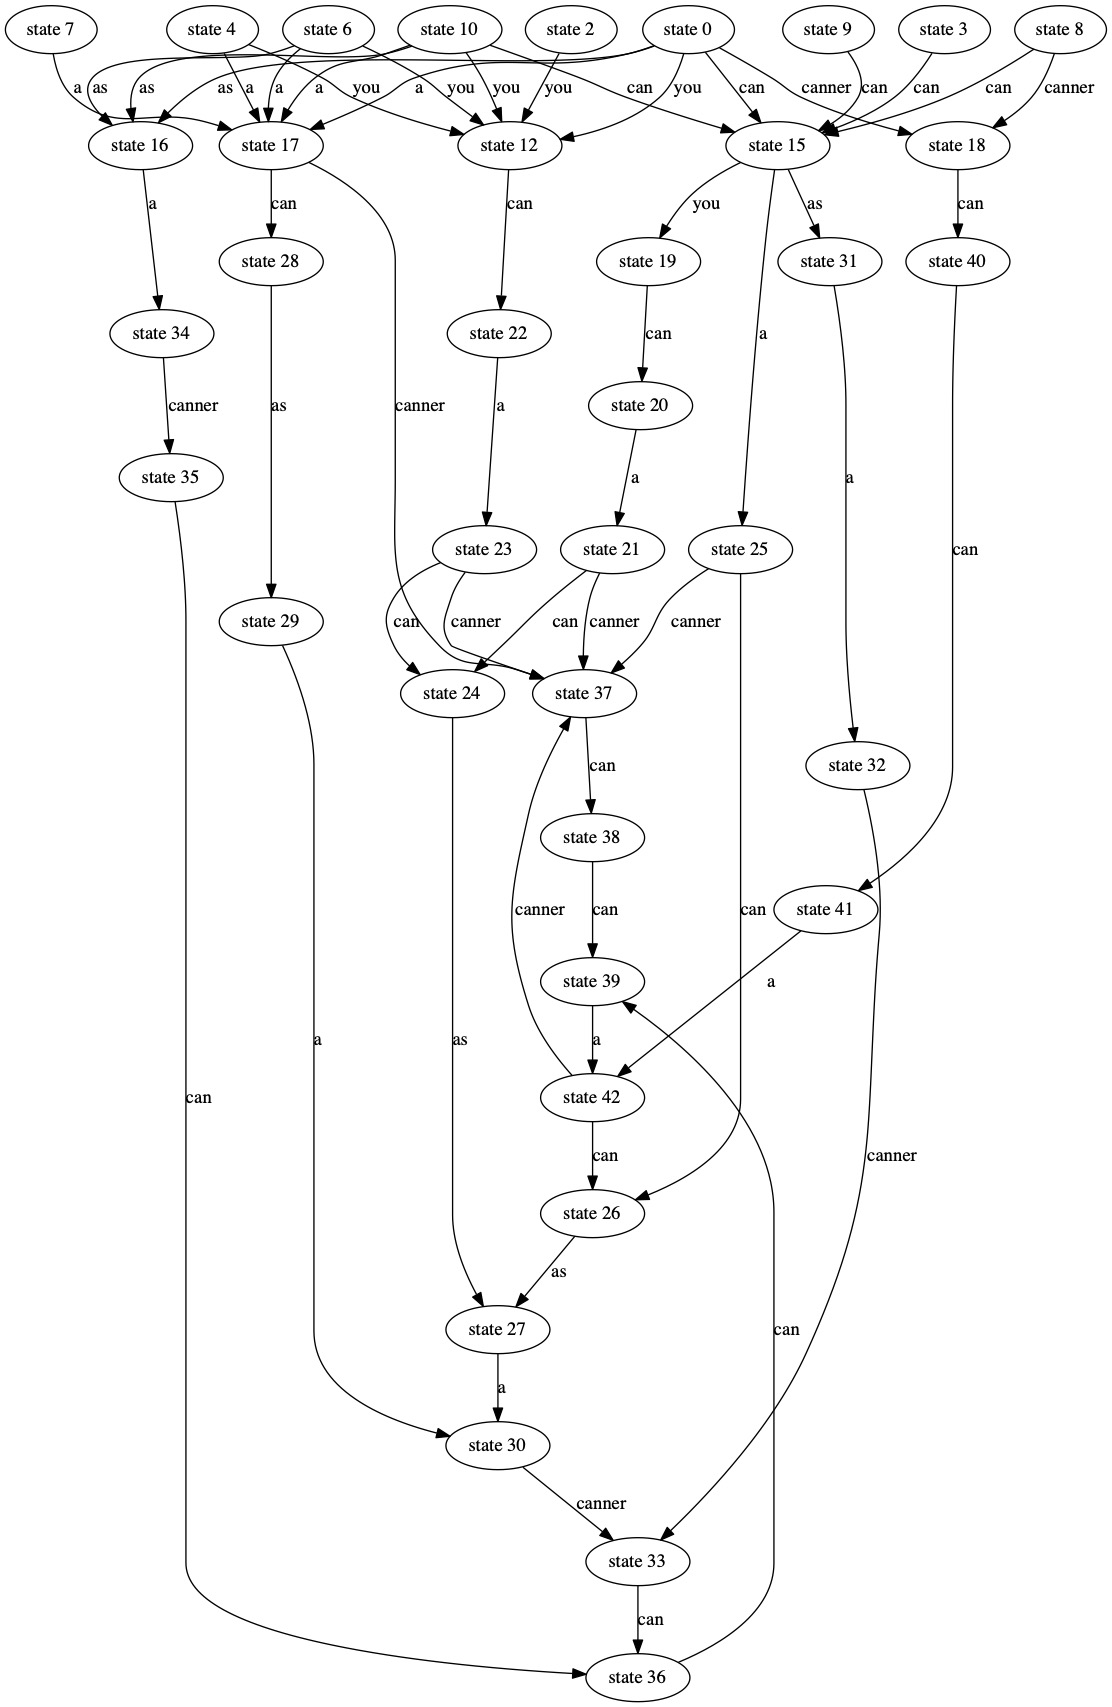 state 7 state 4 state 6 state 10 state 2 state 0 state 9 state 3 state 8
a as as as a a a a you you you you you can can can can can canner canner
state 16 state 17 state 12 state 15 state 18
a can can you as can
state 28 state 19 state 31 state 40
state 34 state 22 can a
canner as canner a state 20
state 35 a a can
state 23 state 21 state 25
state 29 can canner can canner canner
state 24 state 37
can state 32
state 38
canner can can state 41
state 39 a
a as a
can state 42
can canner
state 26
as
state 27 can
a
state 30
canner
state 33
can
state 36